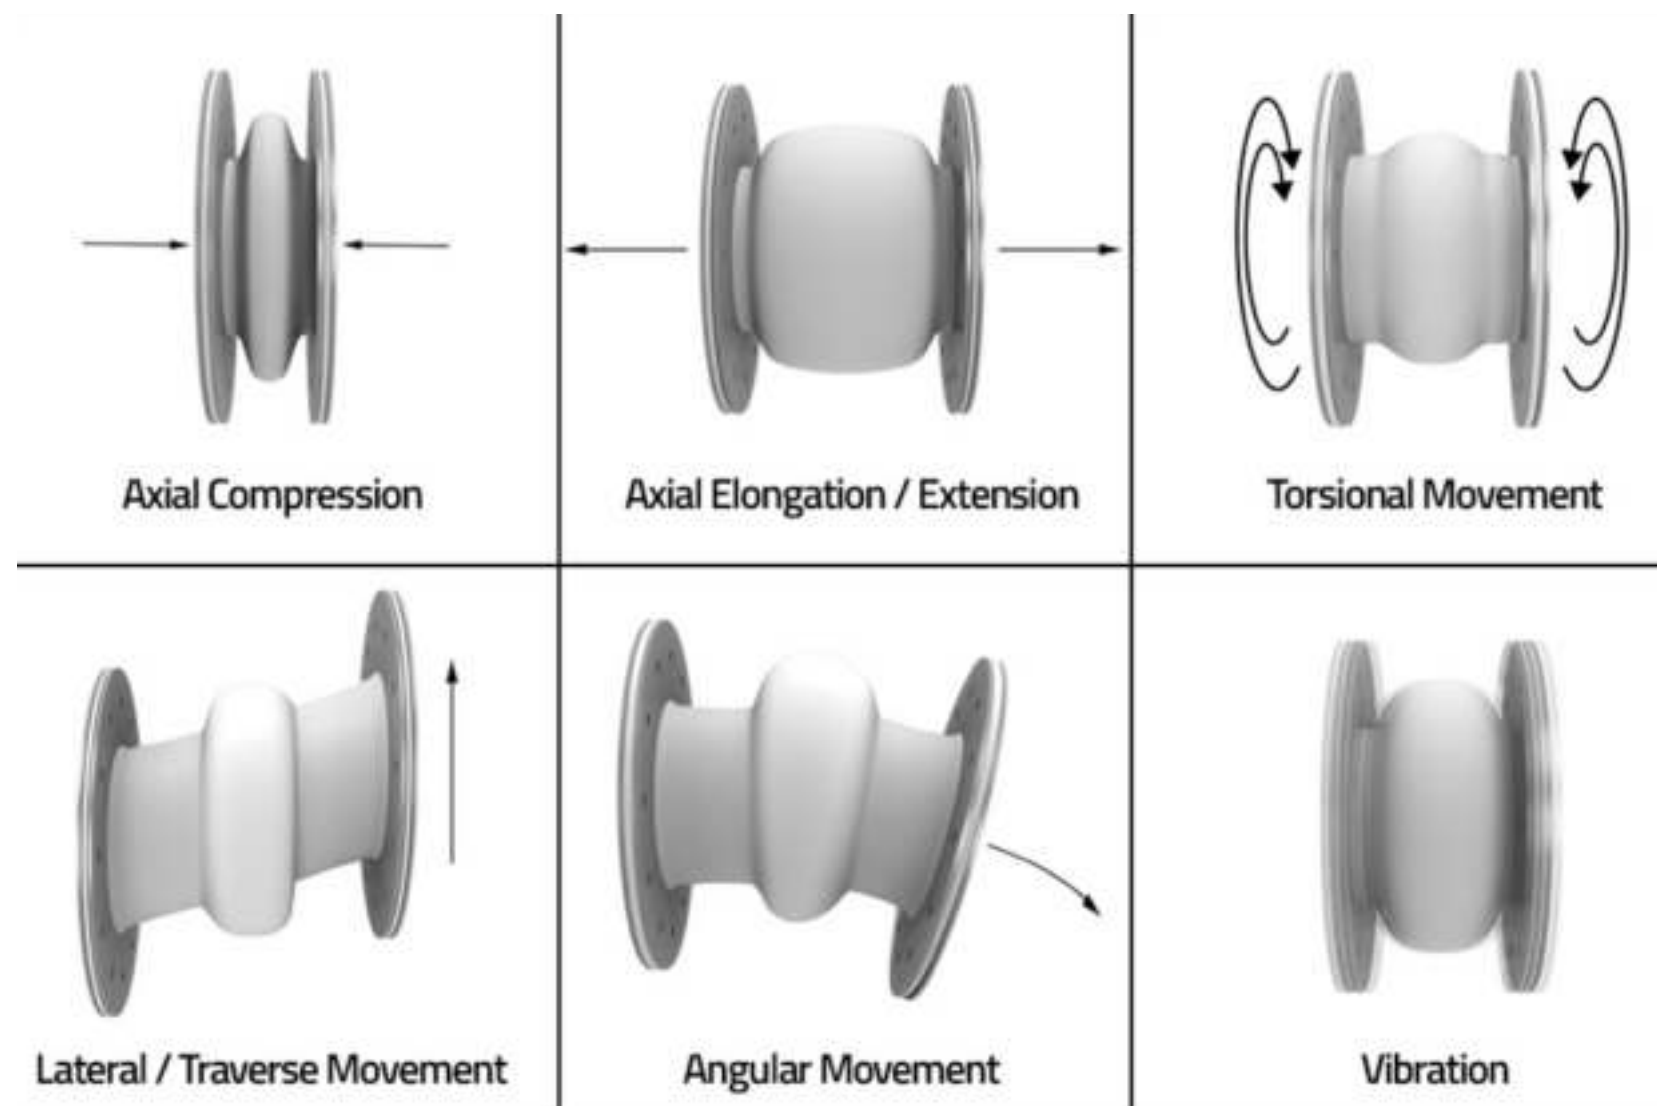 Axial Compression
Axial Elongation / Extension
Torsional Movement
Lateral / Traverse Movement
Angular Movement
Vibration